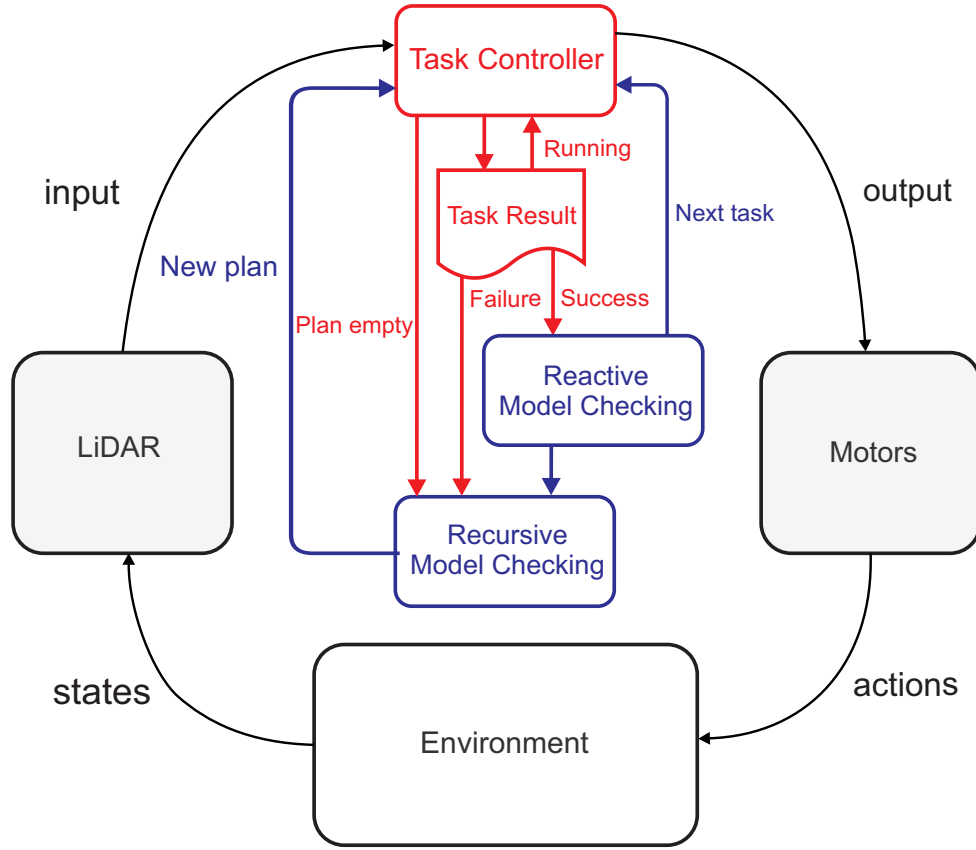 Task Controller
Running
input
output
Task Result
Next task
New plan
Failure
Success
Plan empty
Reactive
Model Checking
LiDAR
Motors
Recursive
Model Checking
states
actions
Environment